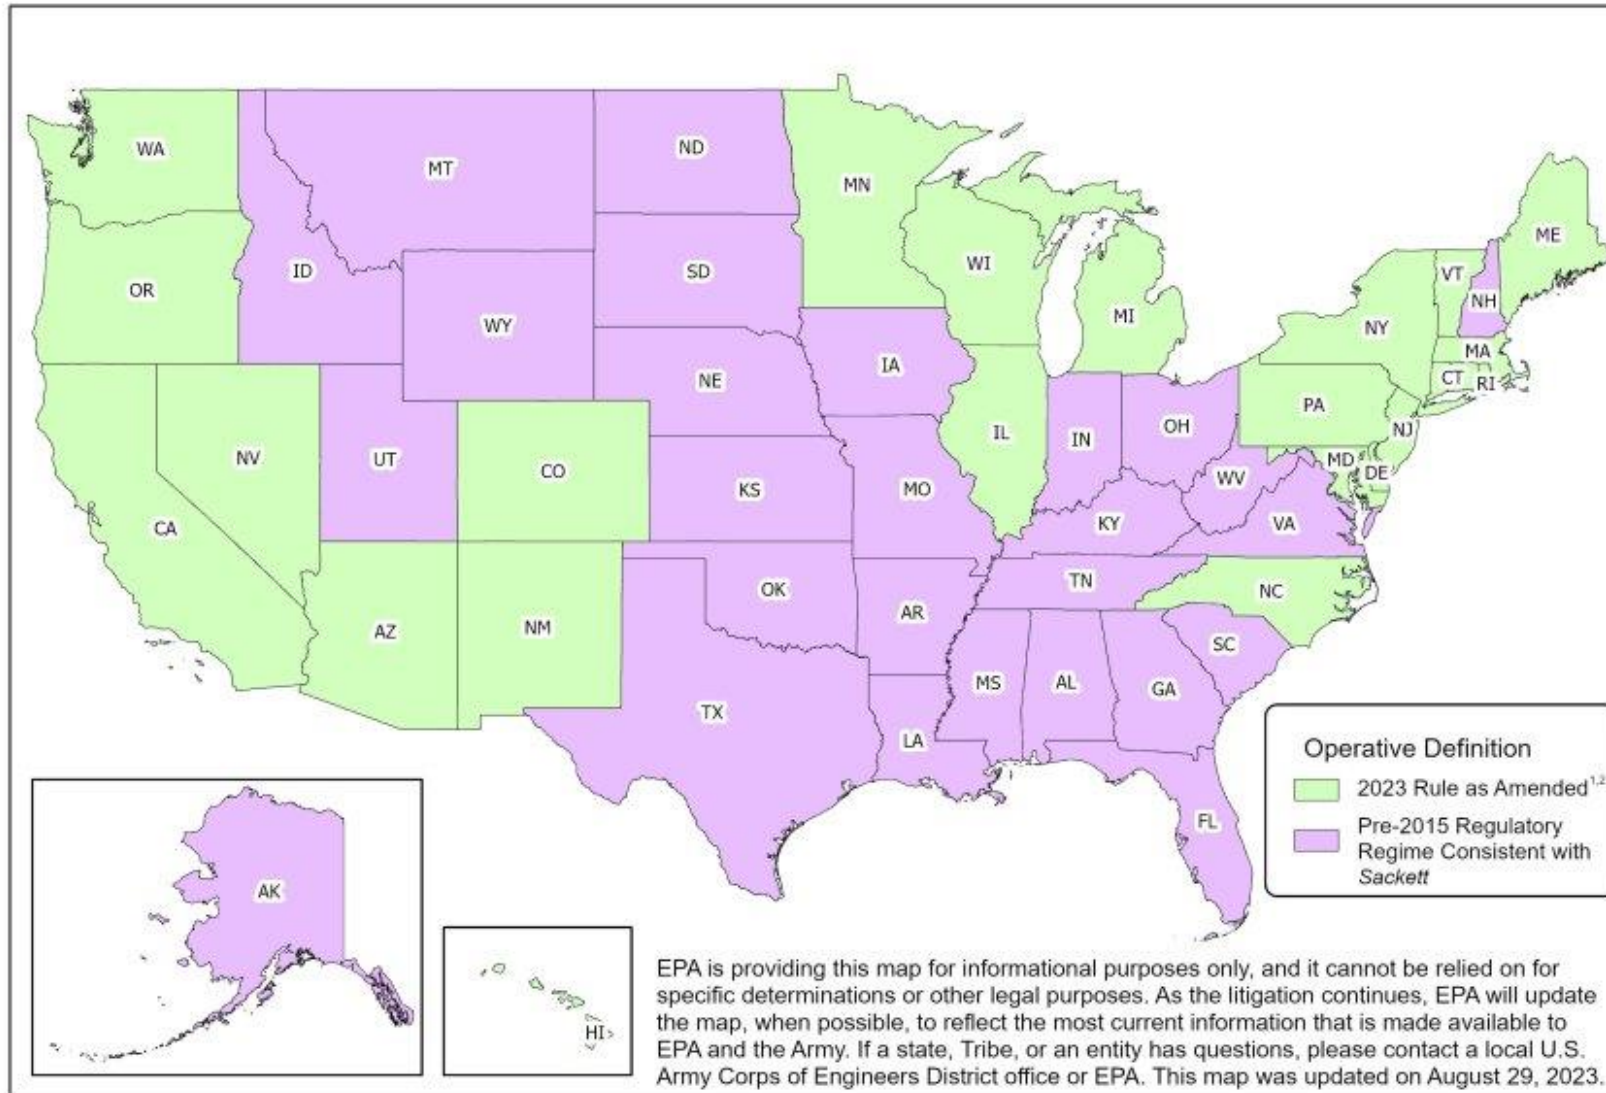 WA
MT
ND
MN
ME
OR
ID
SD
WI
VT
NH
WY
MI
NY
MA
IA
NE
CT
RI
PA
NV
UT
CO
IL
IN
OH
NJ
MD
DE
WV
KS
MO
CA
KY
VA
TN
OK
AR
NC
AZ
NM
SC
MS
AL
GA
TX
LA
FL
AK
HI
Operative Definition
2023 Rule as Amended1,2
Pre-2015 Regulatory
Regime Consistent with
Sackett
EPA is providing this map for informational purposes only, and it cannot be relied on for
specific determinations or other legal purposes. As the litigation continues, EPA will update
the map, when possible, to reflect the most current information that is made available to
EPA and the Army. If a state, Tribe, or an entity has questions, please contact a local U.S.
Army Corps of Engineers District office or EPA. This map was updated on August 29, 2023.